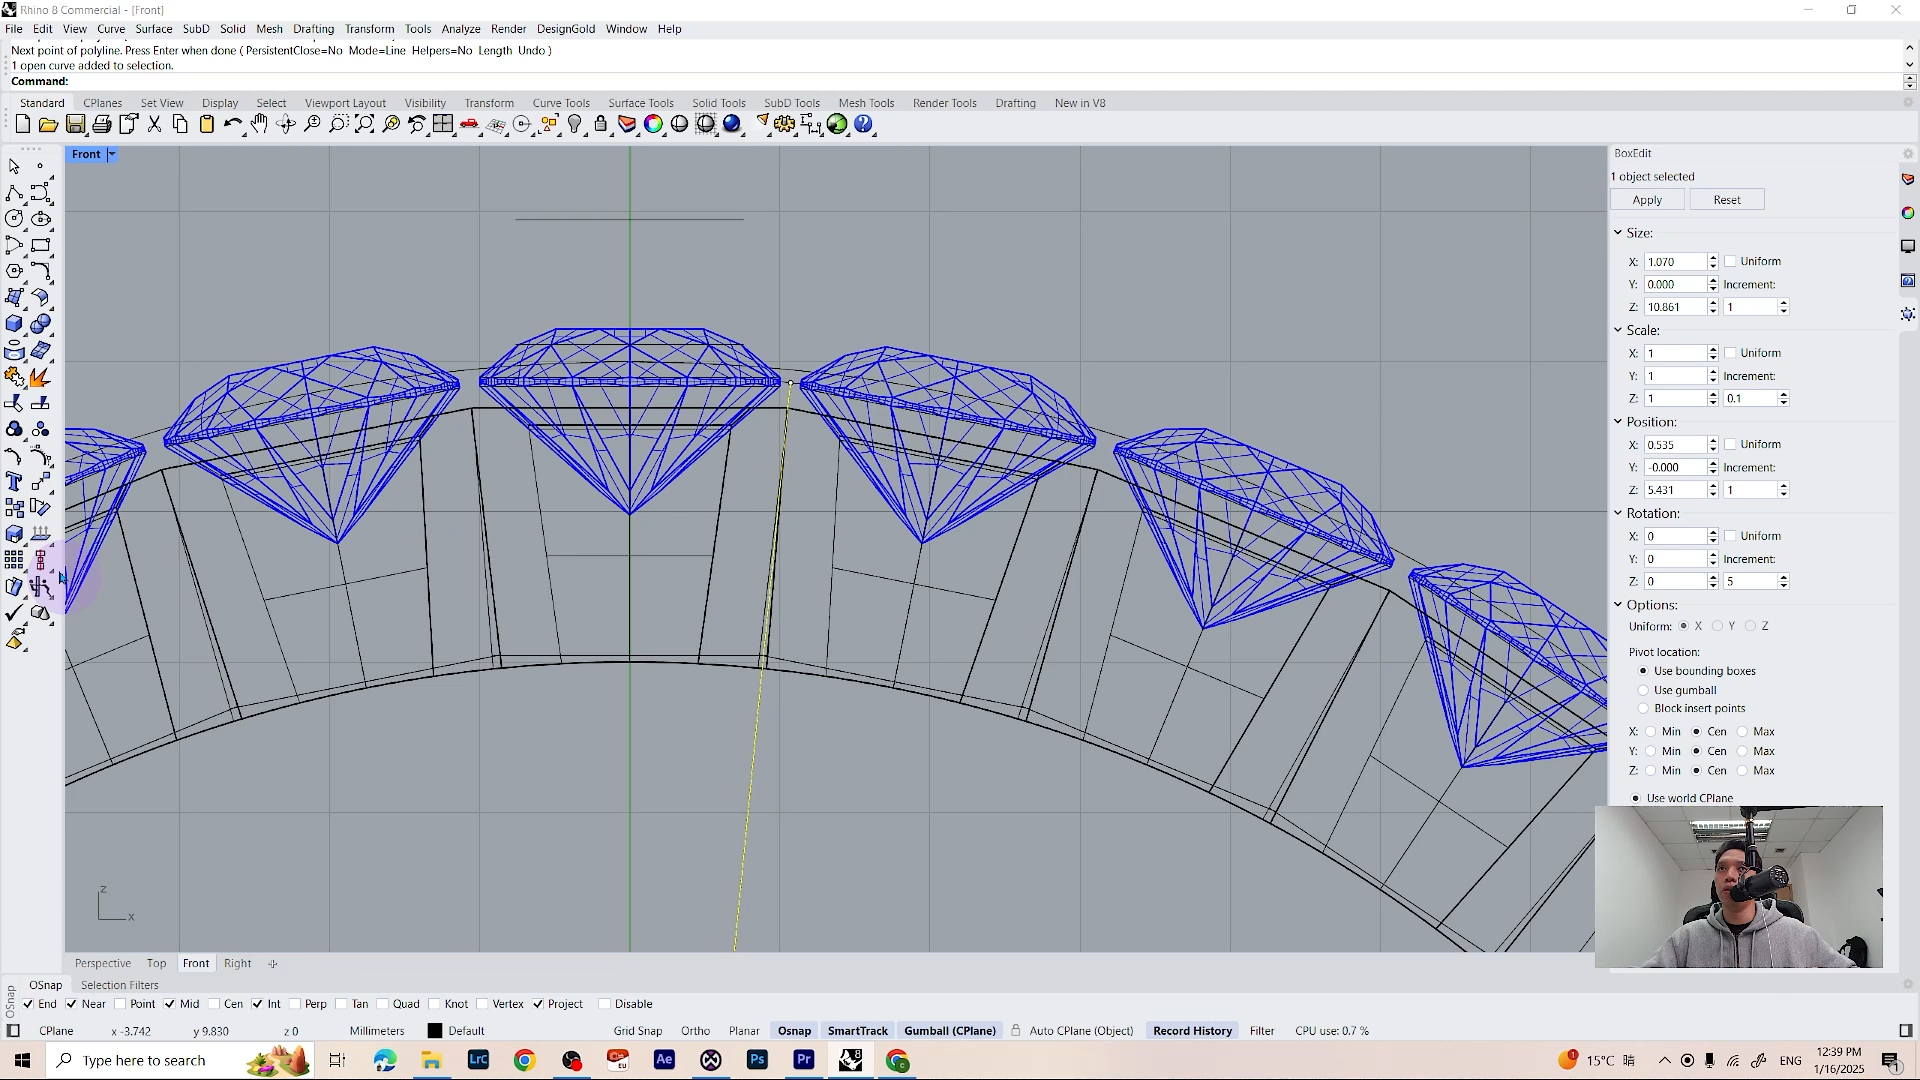 Rhino 8 Commercial - [Front]
File Edit View Curve Surface SubD Solid Mesh Drafting Transform Tools Analyze Render DesignGold Window Help
Next point of polyline. Press Enter when done ( PersistentClose=No Mode=Line Helpers=No Length Undo )
1 open curve added to selection.
Command:
Standard CPlanes Set View Display Select Viewport Layout Visibility Transform Curve Tools Surface Tools Solid Tools SubD Tools Mesh Tools Render Tools Drafting New in V8
Front
BoxEdit
1 object selected
Apply Reset
Size:
X: 1.070 Uniform
Y: 0.000 Increment:
Z: 10.861 1
Scale:
X: 1 Uniform
Y: 1 Increment:
Z: 1 0.1
Position:
X: 0.535 Uniform
Y: -0.000 Increment:
Z: 5.431 1
Rotation:
X: 0 Uniform
Y: 0 Increment:
Z: 0 5
Options:
Uniform: X Y Z
Pivot location:
Use bounding boxes
Use gumball
Block insert points
X: Min Cen Max
Y: Min Cen Max
Z: Min Cen Max
Use world CPlane
z
x
Perspective Top Front Right
OSnap Selection Filters
OSnap
End Near Point Mid Cen Int Perp Tan Quad Knot Vertex Project Disable
CPlane x -3.742 y 9.830 z 0 Millimeters Default Grid Snap Ortho Planar Osnap SmartTrack Gumball (CPlane) Auto CPlane (Object) Record History Filter CPU use: 0.7 %
Type here to search LrC EU Ae Ps Pr 8 1 15°C 晴 ENG 12:39 PM
1/16/2025 1